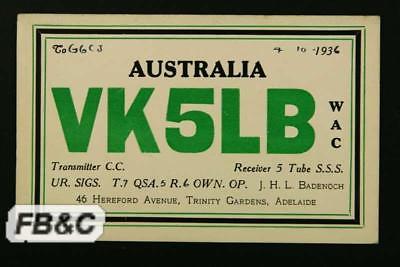 To G6CJ 4 10 -1936
AUSTRALIA
VK5LB
WAC
Transmitter C.C. Receiver 5 Tube S.S.S.
UR. SIGS. T.7 QSA.5 R.6 OWN. OP. J. H. L. BADENOCH
46 HEREFORD AVENUE, TRINITY GARDENS, ADELAIDE
FB&C